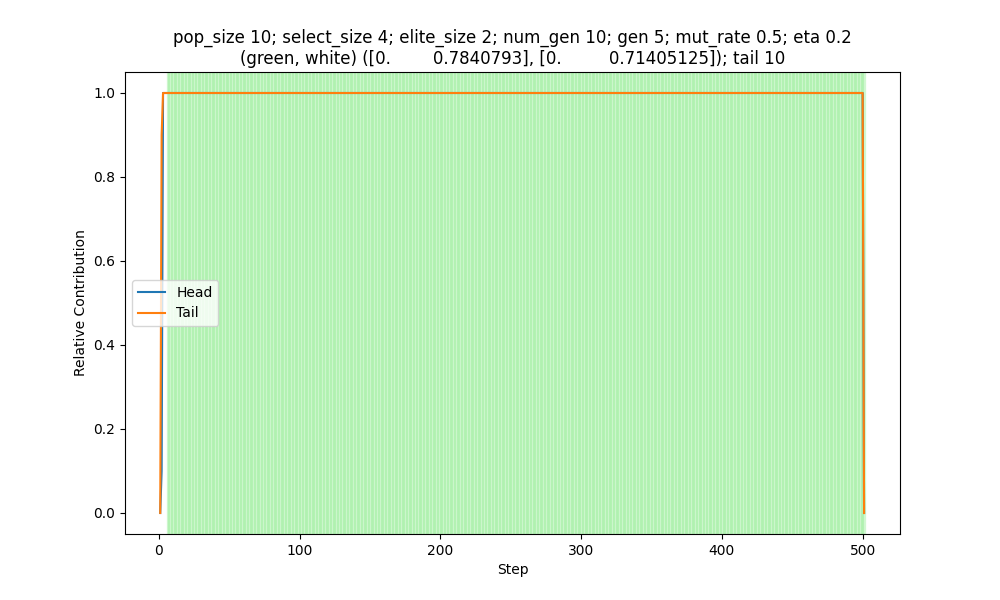 pop_size 10; select_size 4; elite_size 2; num_gen 10; gen 5; mut_rate 0.5; eta 0.2
(green, white) ([0.         0.7840793], [0.          0.71405125]); tail 10
1.0
0.8
0.6
0.4
0.2
0.0
Relative Contribution
Head
Tail
0
100
200
300
400
500
Step